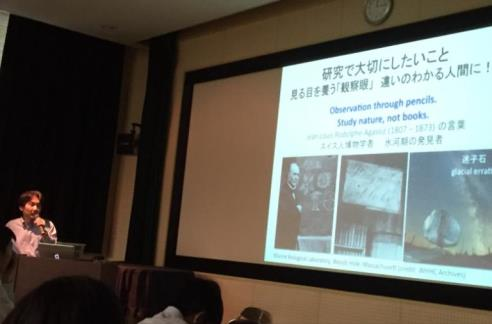 研究で大切にしたいこと
見る目を養う「観察眼」 違いのわかる人間に！
Observation through pencils.
Study nature, not books.
Jean Louis Rodolphe Agassiz (1807 – 1873) の言葉
スイス人博物学者 氷河期の発見者
迷子石
glacial errati
Marine Biological Laboratory, Woods Hole, Massachusetts (credit: WHHC Archives)